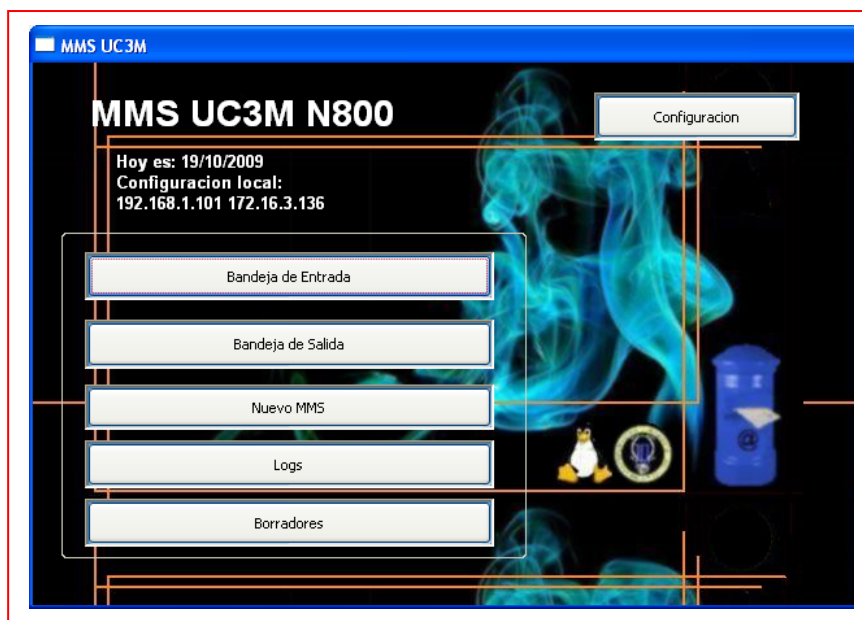 MMS UC3M
MMS UC3M N800
Configuracion
Hoy es: 19/10/2009
Configuracion local:
192.168.1.101 172.16.3.136
Bandeja de Entrada
Bandeja de Salida
Nuevo MMS
Logs
Borradores
@